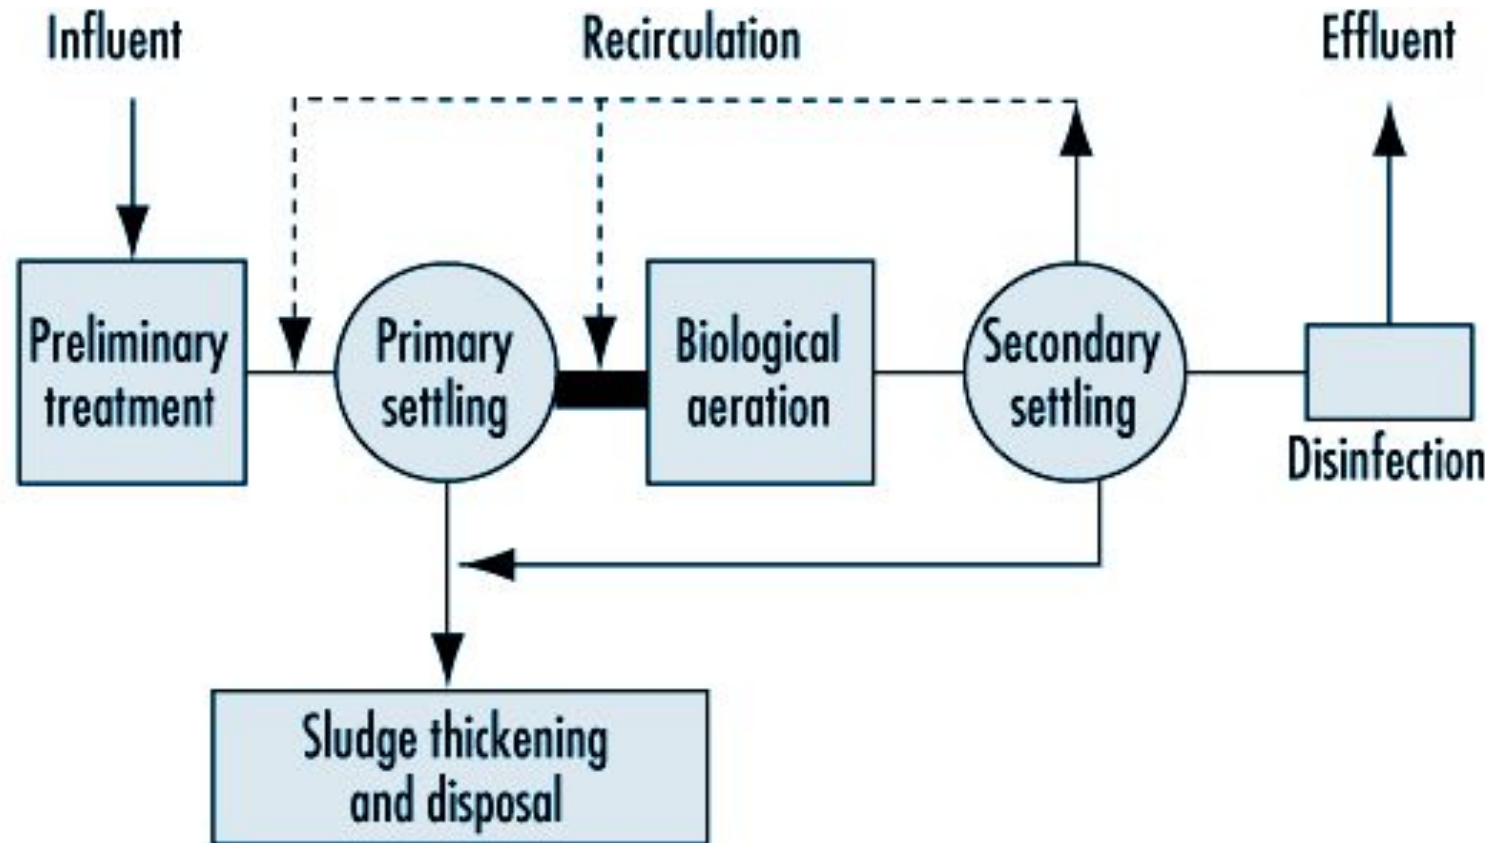 Influent
Recirculation
Effluent
Preliminary
treatment
Primary
settling
Biological
aeration
Secondary
settling
Disinfection
Sludge thickening
and disposal